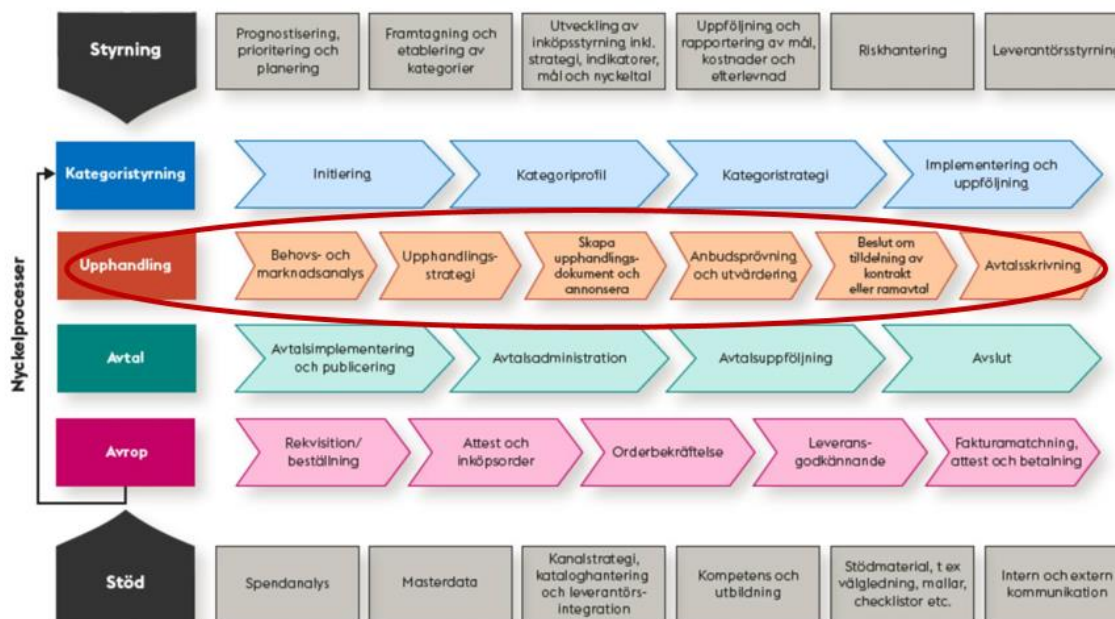 Styrning
Prognostisering,
prioritering och
planering
Framtagning och
etablering av
kategorier
Utveckling av
inköpsstyrning inkl.
strategi, indikatorer,
mål och nyckeltal
Uppföljning och
rapportering av mål,
kostnader och
efterlevnad
Riskhantering
Leverantörsstyrning
Nyckelprocesser
Kategoristyrning
Initiering
Kategoriprofil
Kategoristrategi
Implementering och
uppföljning
Upphandling
Behovs- och
marknadsanalys
Upphandlings-
strategi
Skapa
upphandlings-
dokument och
annonsera
Anbudsprövning
och utvärdering
Beslut om
tilldelning av
kontrakt
eller ramavtal
Avtalsskrivning
Avtal
Avtalsimplementering
och publicering
Avtalsadministration
Avtalsuppföljning
Avslut
Avrop
Rekvisition/
beställning
Attest och
inköpsorder
Orderbekräftelse
Leverans-
godkännande
Fakturamatchning,
attest och betalning
Stöd
Spendanalys
Masterdata
Kanalstrategi,
kataloghantering
och leverantörs-
integration
Kompetens och
utbildning
Stödmaterial, t ex
välgledning, mallar,
checklistor etc.
Intern och extern
kommunikation